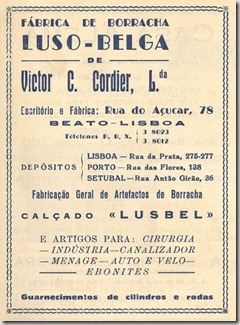 FÁBRICA DE BORRACHA
LUSO-BELGA
DE
Victor C. Cordier, L.da
Escritório e Fábrica: Rua do Açucar, 78
BEATO-LISBOA
Telefones P. B. X. 3 8023
3 8012
DEPÓSITOS
LISBOA — Rua da Prata, 275-277
PORTO — Rua das Flores, 138
SETUBAL — Rua Antão Girão, 36
Fabricação Geral de Artefactos de Borracha
CALÇADO «LUSBEL»
E ARTIGOS PARA: CIRURGIA
—INDÚSTRIA—CANALIZADOR
—MENAGE—AUTO E VELO—
EBONITES
Guarnecimentos de cilindros e rodas